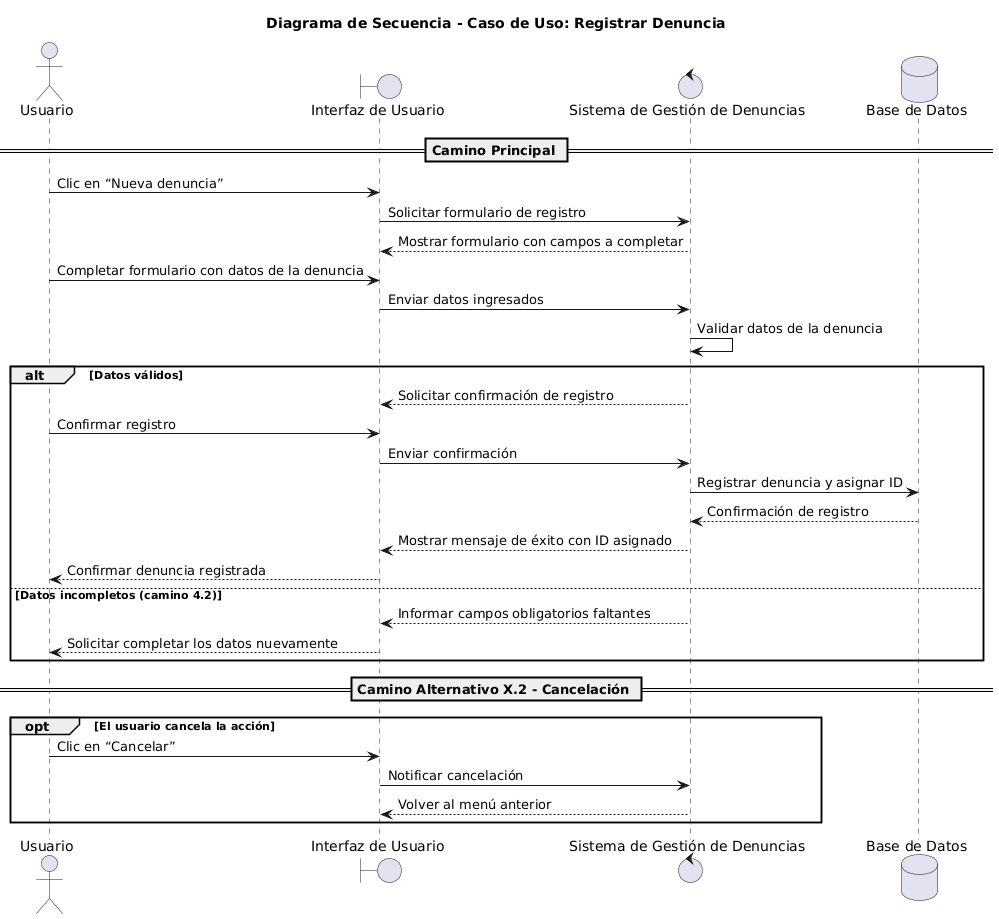 Diagrama de Secuencia - Caso de Uso: Registrar Denuncia
Usuario
Interfaz de Usuario
Sistema de Gestión de Denuncias
Base de Datos
Camino Principal
Clic en “Nueva denuncia”
Solicitar formulario de registro
Mostrar formulario con campos a completar
Completar formulario con datos de la denuncia
Enviar datos ingresados
Validar datos de la denuncia
alt [Datos válidos]
Solicitar confirmación de registro
Confirmar registro
Enviar confirmación
Registrar denuncia y asignar ID
Confirmación de registro
Mostrar mensaje de éxito con ID asignado
Confirmar denuncia registrada
[Datos incompletos (camino 4.2)]
Informar campos obligatorios faltantes
Solicitar completar los datos nuevamente
Camino Alternativo X.2 - Cancelación
opt [El usuario cancela la acción]
Clic en “Cancelar”
Notificar cancelación
Volver al menú anterior
Usuario
Interfaz de Usuario
Sistema de Gestión de Denuncias
Base de Datos